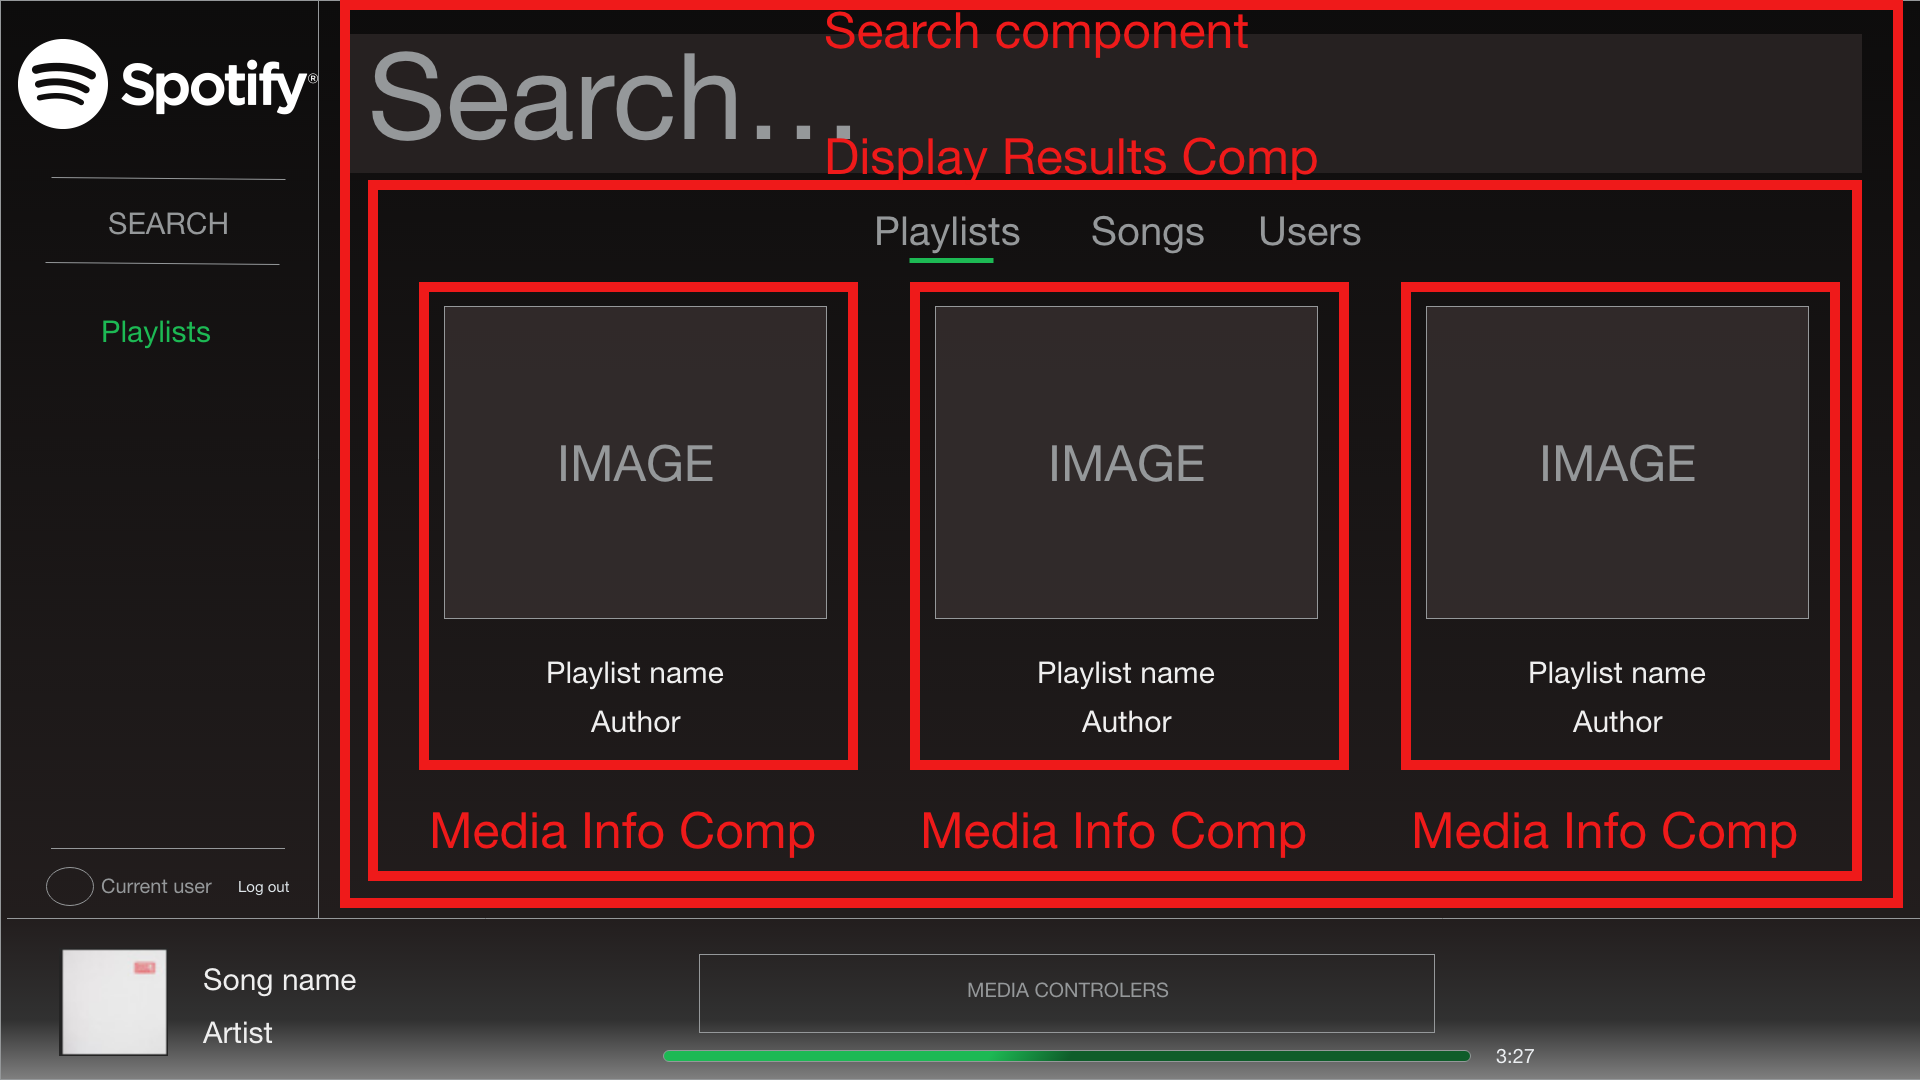 Spotify®
SEARCH
Playlists
Current user Log out
Search component
Search...
Display Results Comp
Playlists Songs Users
IMAGE IMAGE IMAGE
Playlist name Playlist name Playlist name
Author Author Author
Media Info Comp Media Info Comp Media Info Comp
Song name
Artist
MEDIA CONTROLERS
3:27